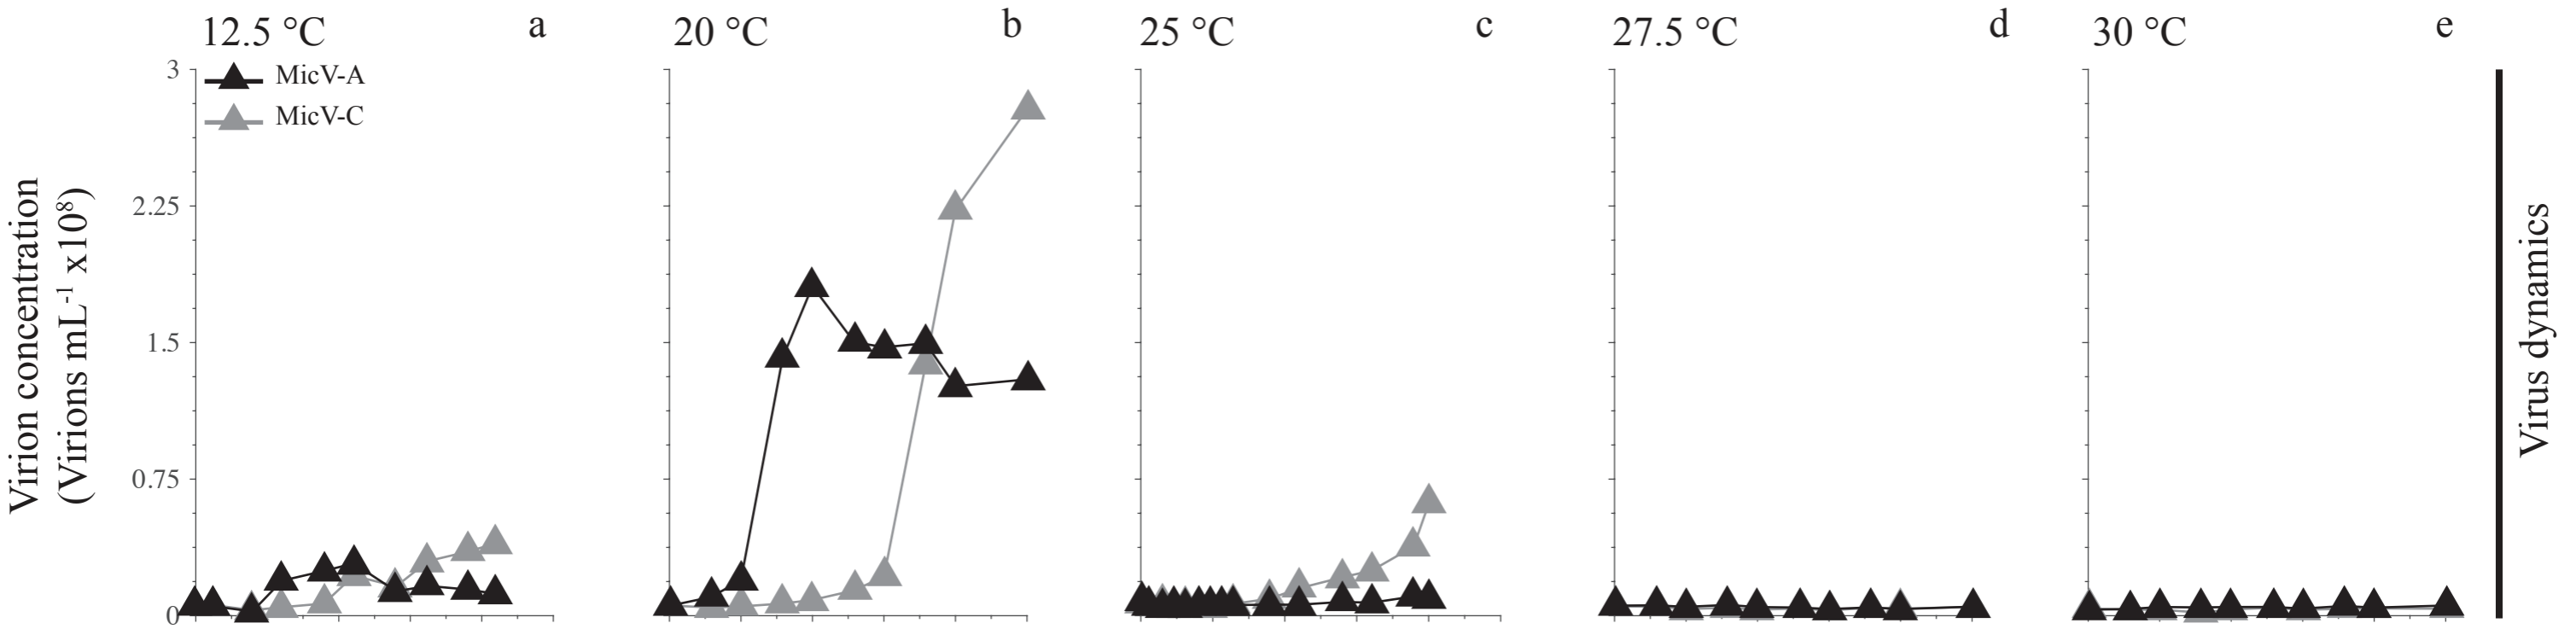 12.5 °C
a
20 °C
b
25 °C
c
27.5 °C
d
30 °C
e
MicV-A
MicV-C
3
2.25
1.5
0.75
0
Virion concentration
(Virions mL⁻¹ x10⁸)
Virus dynamics